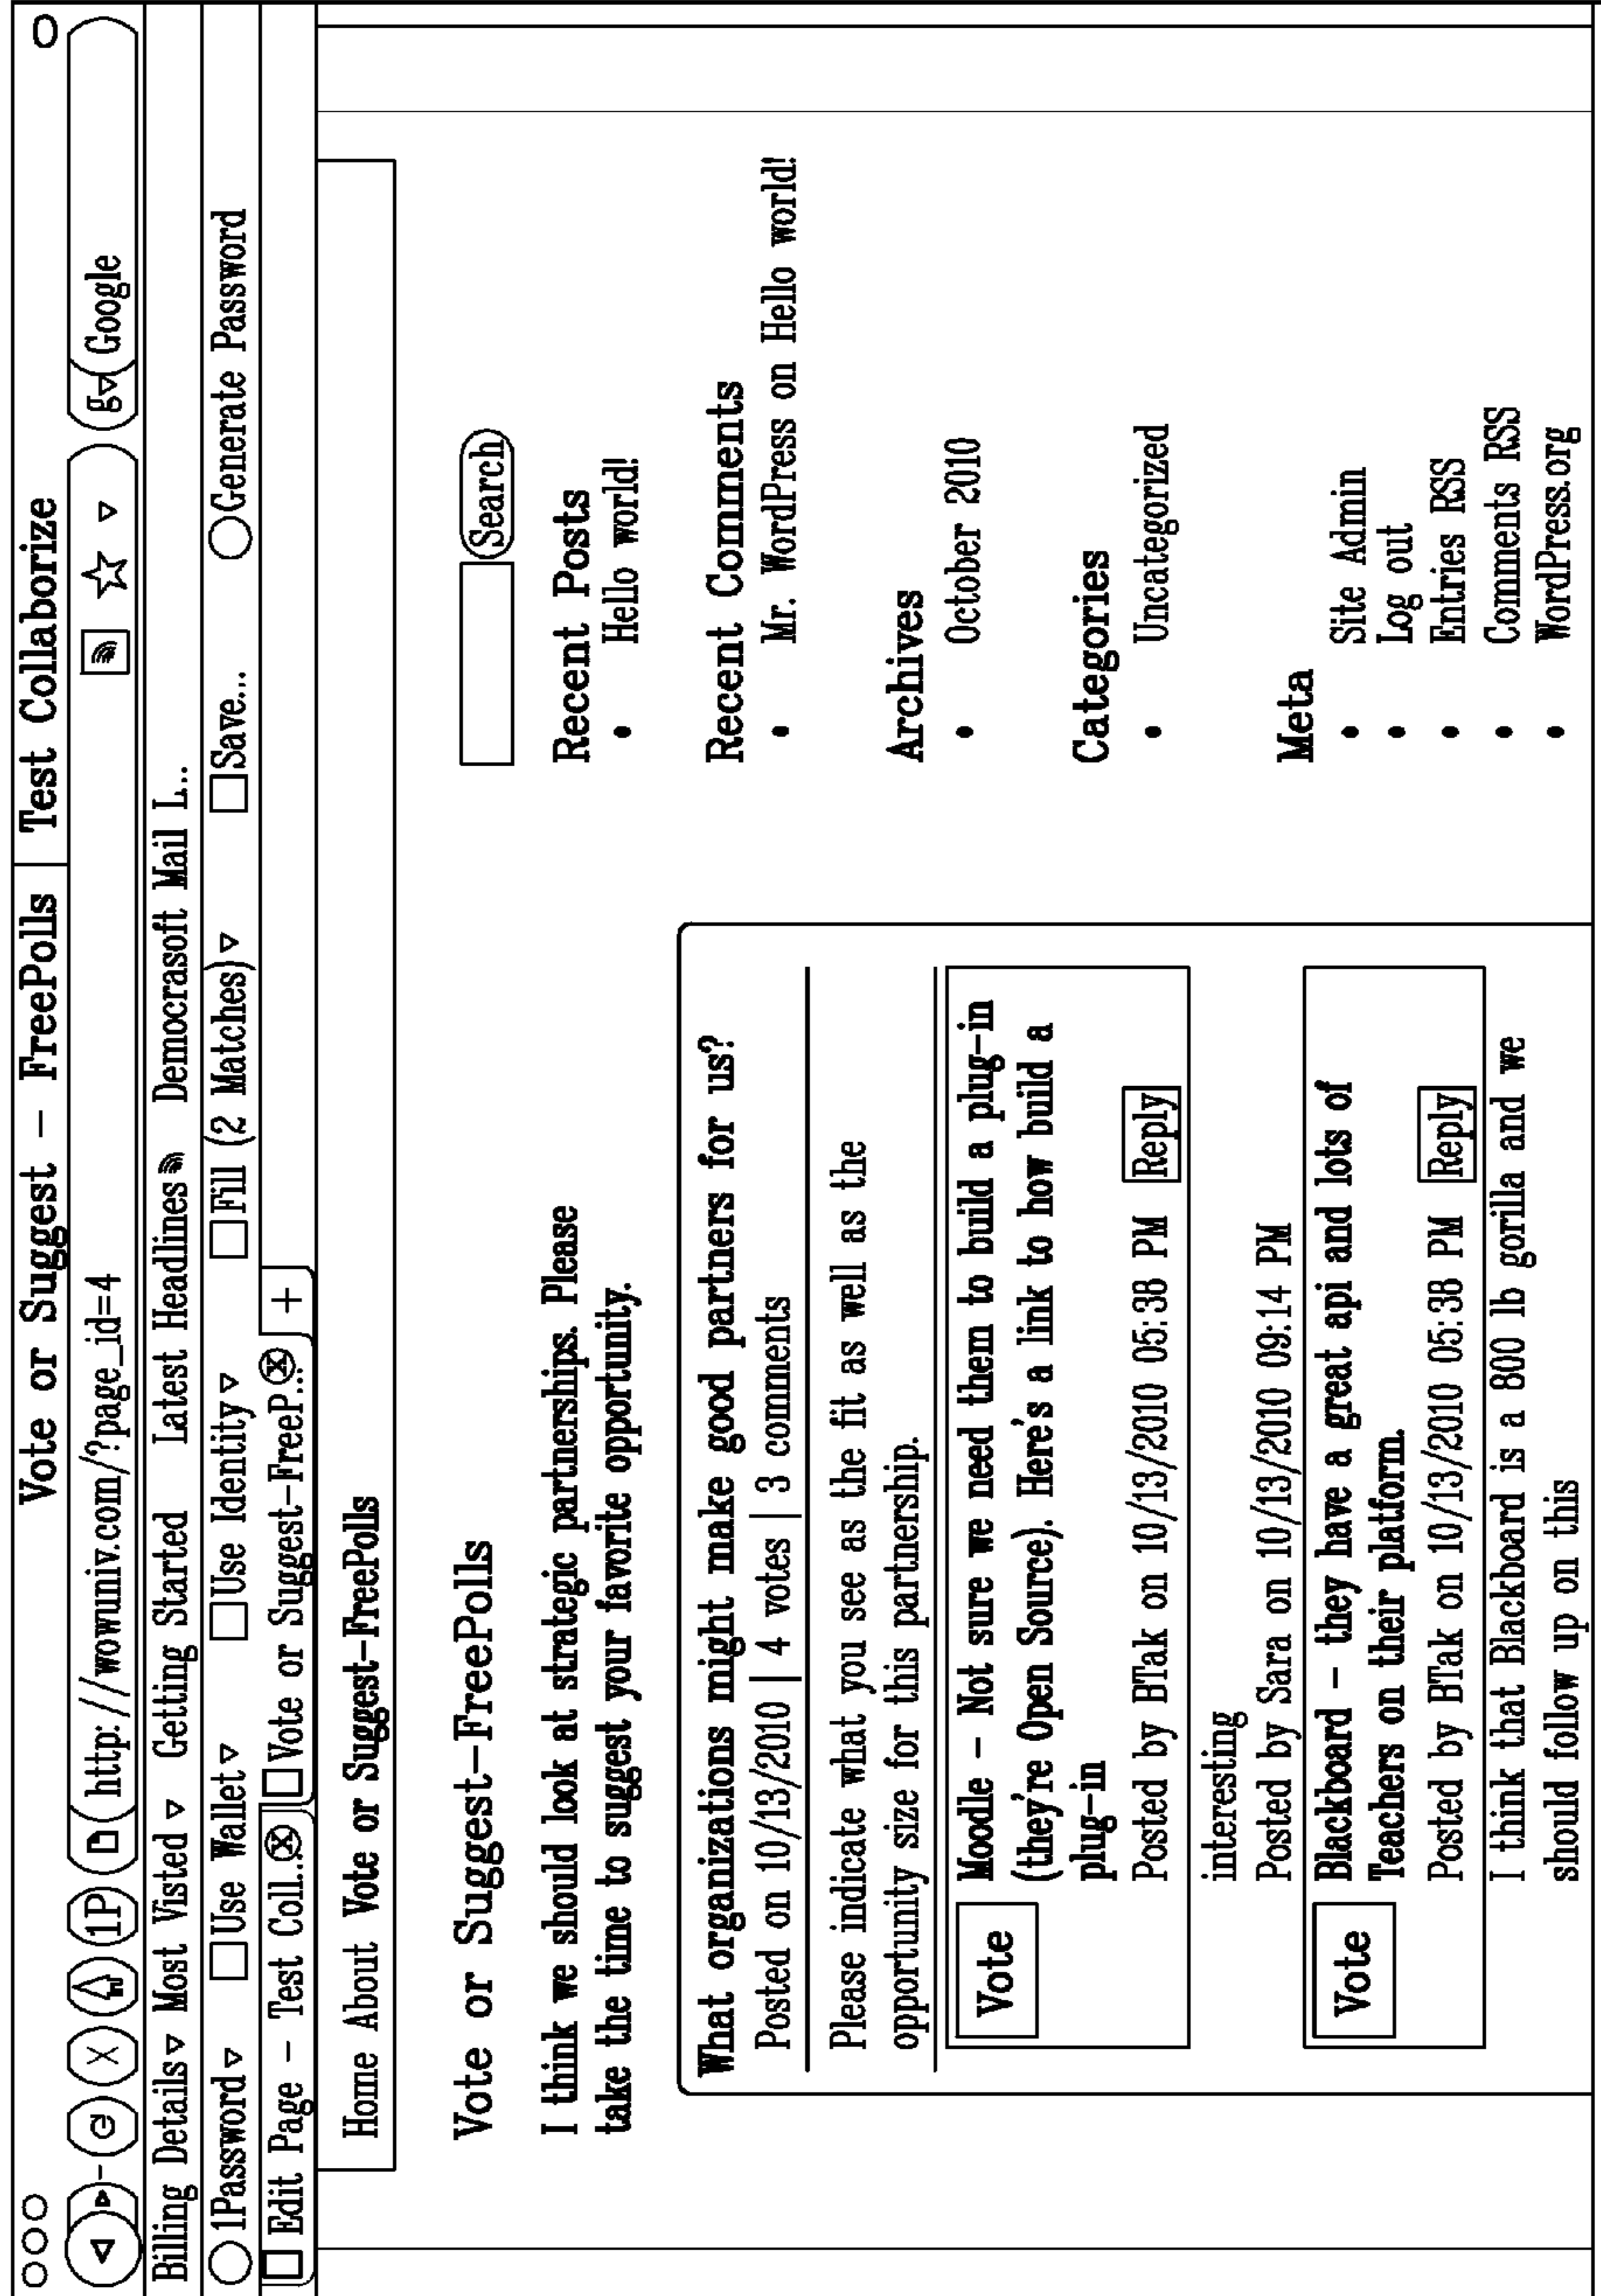 Vote or Suggest – FreePolls | Test Collaborize
http://wowuniv.com/?page_id=4
1P
g Google
Billing Details Most Visted Getting Started Latest Headlines Democrasoft Mail L...
1Password Use Wallet Use Identity Fill (2 Matches) Save... Generate Password
Edit Page – Test Coll.. Vote or Suggest–FreeP... +
Home About Vote or Suggest–FreePolls
Vote or Suggest–FreePolls
I think we should look at strategic partnerships. Please
take the time to suggest your favorite opportunity.
What organizations might make good partners for us?
Posted on 10/13/2010 | 4 votes | 3 comments
Please indicate what you see as the fit as well as the
opportunity size for this partnership.
Vote
Moodle – Not sure we need them to build a plug–in
(they're Open Source). Here's a link to how build a
plug–in
Posted by BTak on 10/13/2010 05:38 PM Reply
interesting
Posted by Sara on 10/13/2010 09:14 PM
Vote
Blackboard – they have a great api and lots of
Teachers on their platform.
Posted by BTak on 10/13/2010 05:38 PM Reply
I think that Blackboard is a 800 lb gorilla and we
should follow up on this
Search
Recent Posts
• Hello world!
Recent Comments
• Mr. WordPress on Hello world!
Archives
• October 2010
Categories
• Uncategorized
Meta
• Site Admin
• Log out
• Entries RSS
• Comments RSS
• WordPress.org